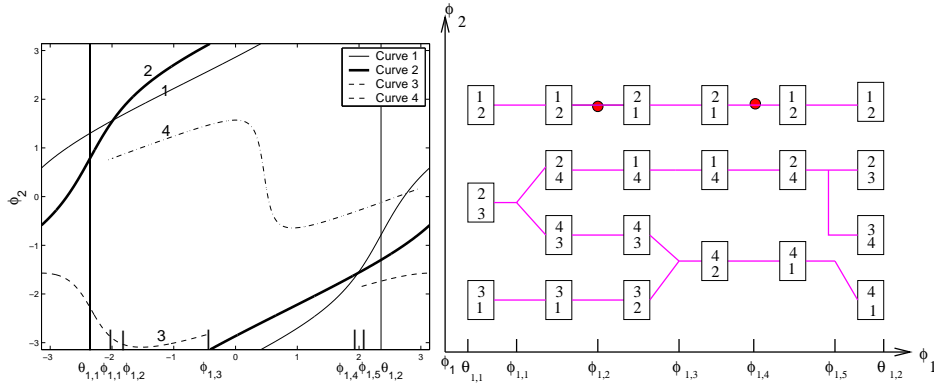 ϕ
2
3
2
1
0
−1
−2
−3
ϕ2
Curve 1
Curve 2
Curve 3
Curve 4
2
1
4
3
−3 −2 −1 0 1 2 3
θ1,1 ϕ1,1 ϕ1,2 ϕ1,3 ϕ1,4 ϕ1,5 θ1,2
1 1 2 2 1 1
2 2 1 1 2 2
2 1 1 2 2
4 4 4 4 3
2
3
4 4 3
3 3 4
4 4
2 1
3 3 3 4
1 1 2 1
ϕ1 θ1,1 ϕ1,1 ϕ1,2 ϕ1,3 ϕ1,4 ϕ1,5 θ1,2
ϕ1